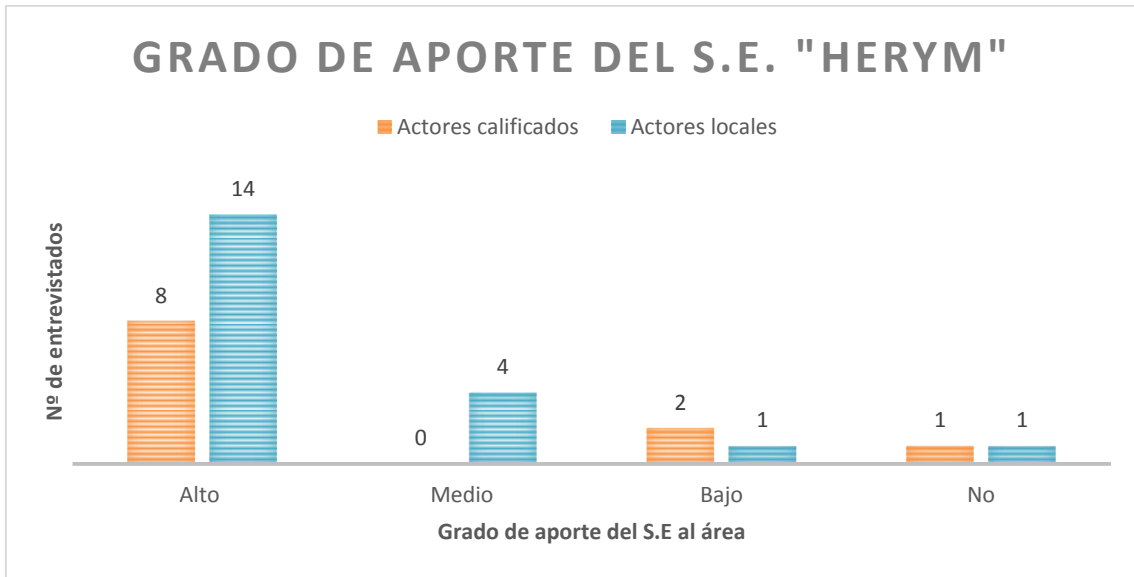 GRADO DE APORTE DEL S.E. "HERYM"
Actores calificados
Actores locales
Nº de entrevistados
8
14
0
4
2
1
1
1
Alto
Medio
Bajo
No
Grado de aporte del S.E al área